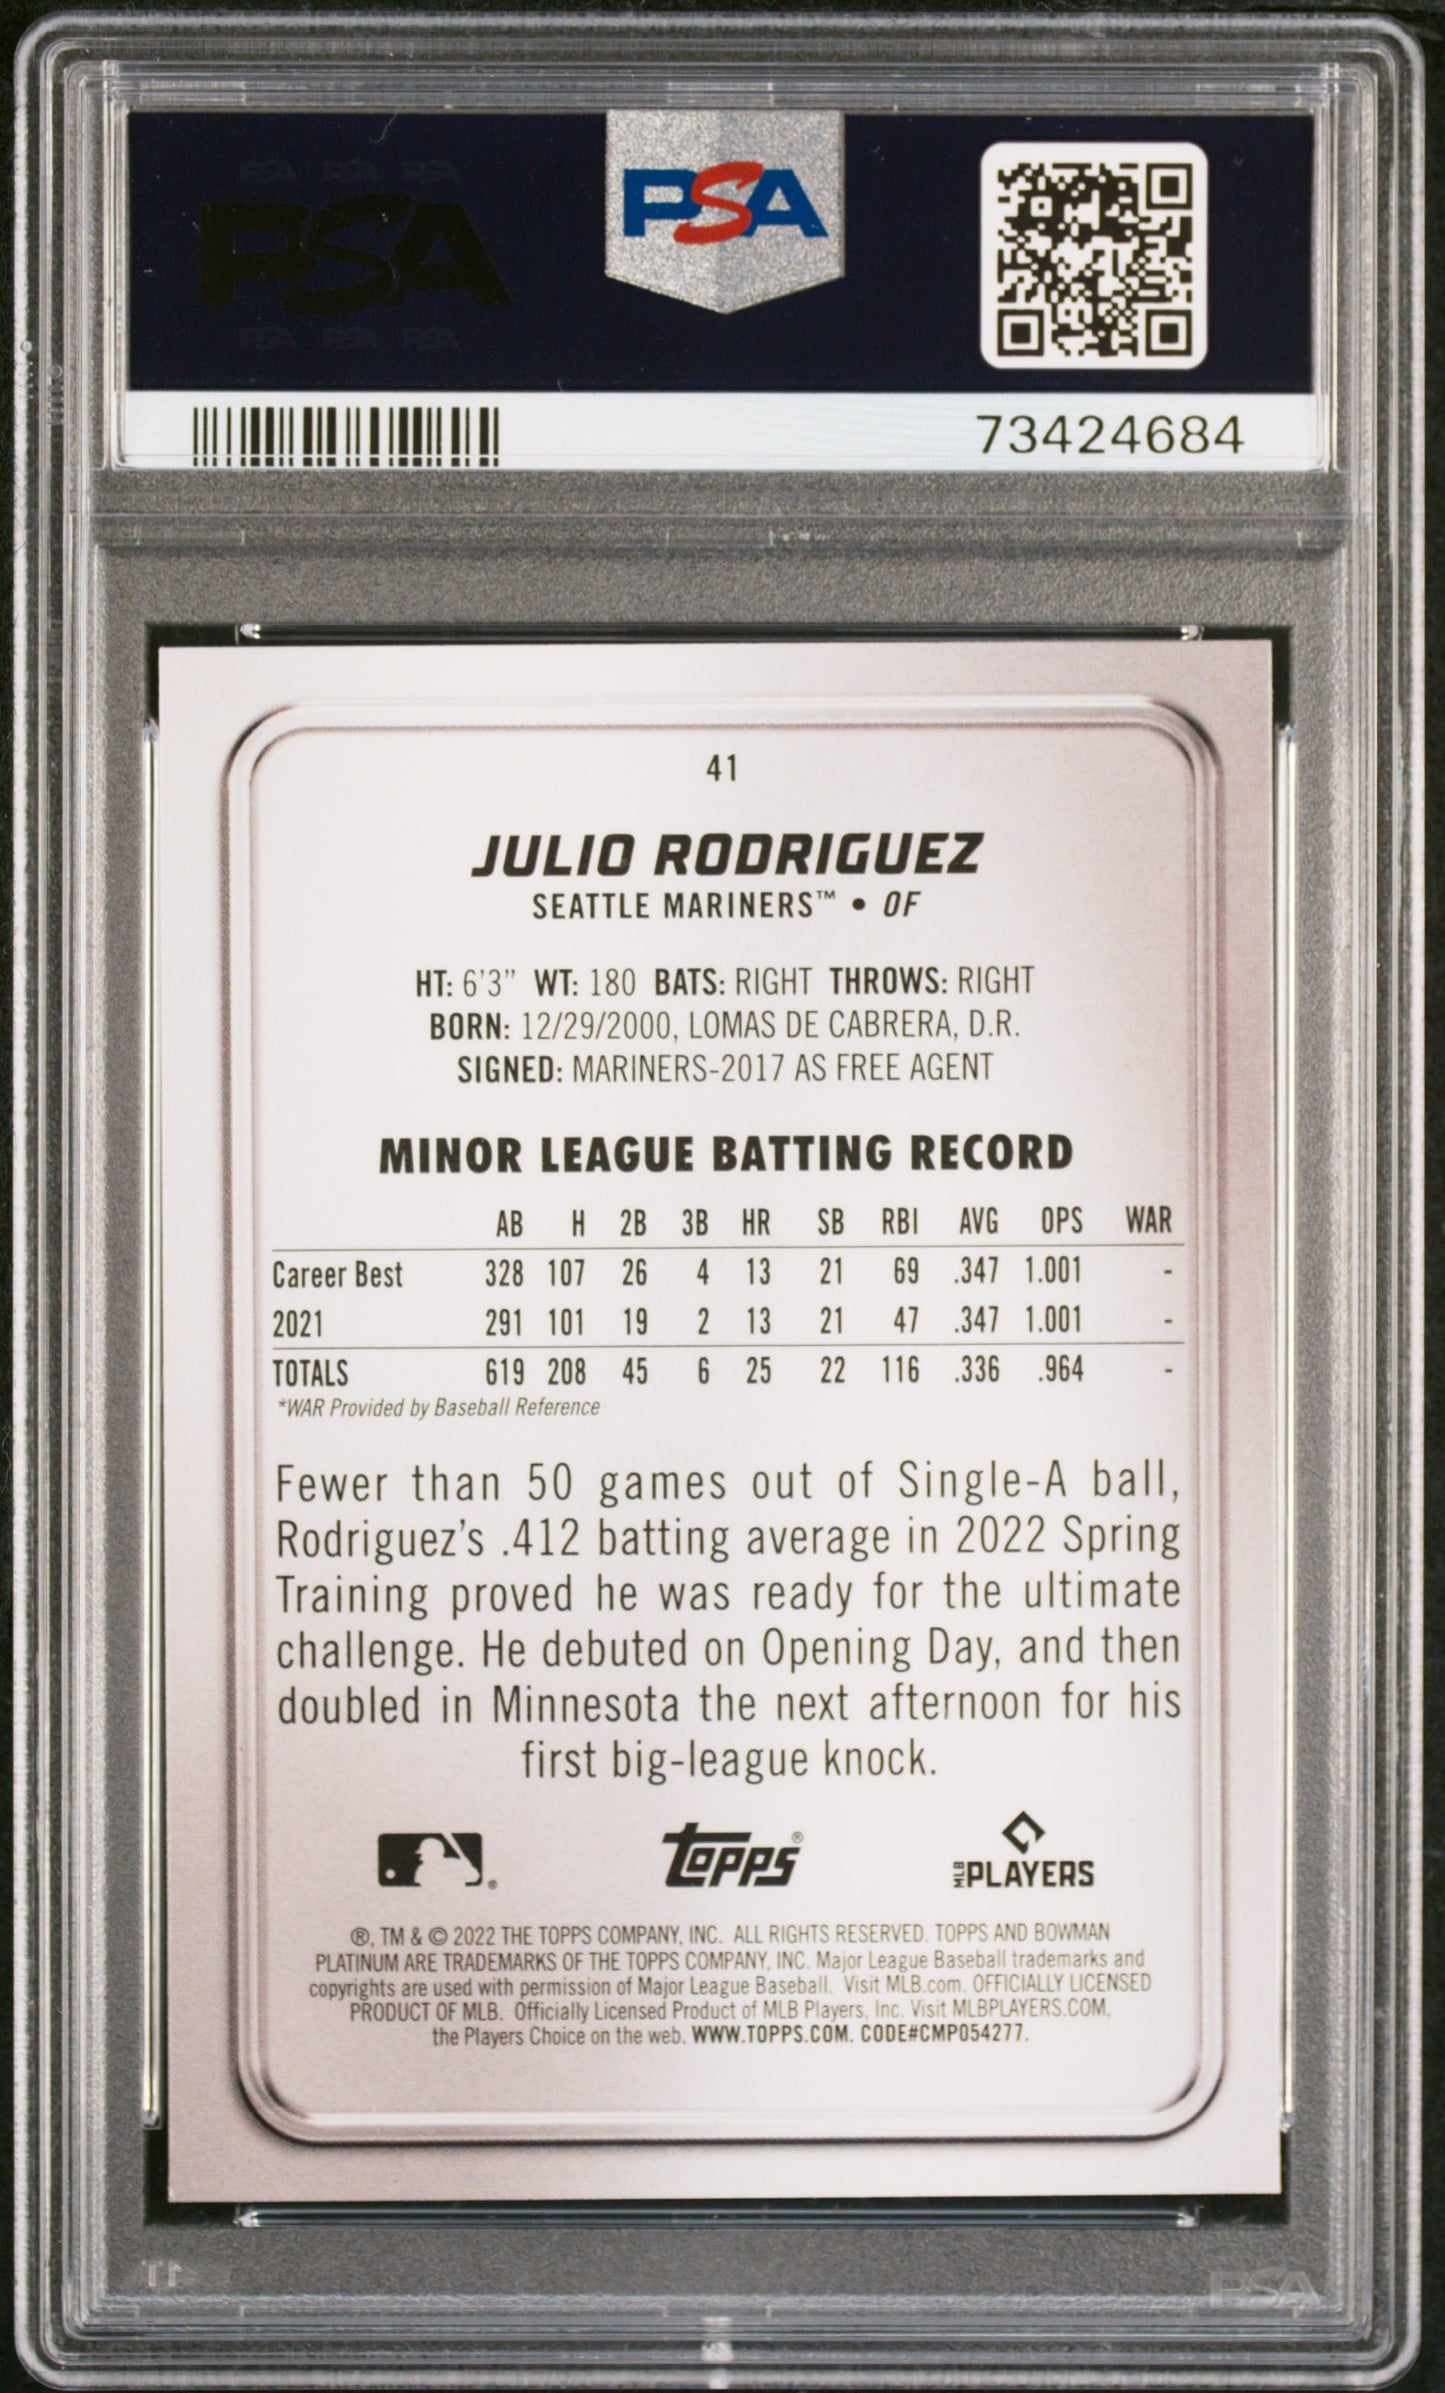 PSA PSA PSA
PSA
PSA PSA PSA
PSA
73424684
41
JULIO RODRIGUEZ
SEATTLE MARINERS™ • OF
HT: 6'3" WT: 180 BATS: RIGHT THROWS: RIGHT
BORN: 12/29/2000, LOMAS DE CABRERA, D.R.
SIGNED: MARINERS-2017 AS FREE AGENT
MINOR LEAGUE BATTING RECORD
AB H 2B 3B HR SB RBI AVG OPS WAR
Career Best 328 107 26 4 13 21 69 .347 1.001 -
2021 291 101 19 2 13 21 47 .347 1.001 -
TOTALS 619 208 45 6 25 22 116 .336 .964 -
*WAR Provided by Baseball Reference
Fewer than 50 games out of Single-A ball,
Rodriguez's .412 batting average in 2022 Spring
Training proved he was ready for the ultimate
challenge. He debuted on Opening Day, and then
doubled in Minnesota the next afternoon for his
first big-league knock.
® topps® MLB PLAYERS
®, TM & © 2022 THE TOPPS COMPANY, INC. ALL RIGHTS RESERVED. TOPPS AND BOWMAN
PLATINUM ARE TRADEMARKS OF THE TOPPS COMPANY, INC. Major League Baseball trademarks and
copyrights are used with permission of Major League Baseball. Visit MLB.com. OFFICIALLY LICENSED
PRODUCT OF MLB. Officially Licensed Product of MLB Players, Inc. Visit MLBPLAYERS.COM,
the Players Choice on the web. WWW.TOPPS.COM. CODE#CMP054277.
PSA